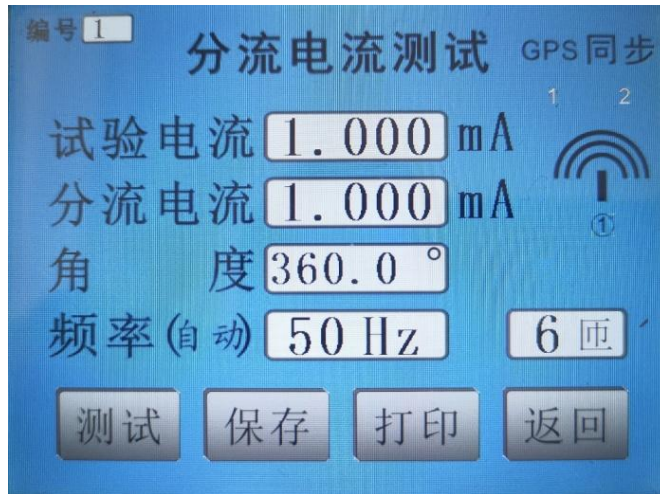 编号 1
分流电流测试 GPS同步
1 2
试验电流 1.000 mA
分流电流 1.000 mA
①
角 度 360.0 °
频率(自动) 50 Hz 6 匝
测试 保存 打印 返回